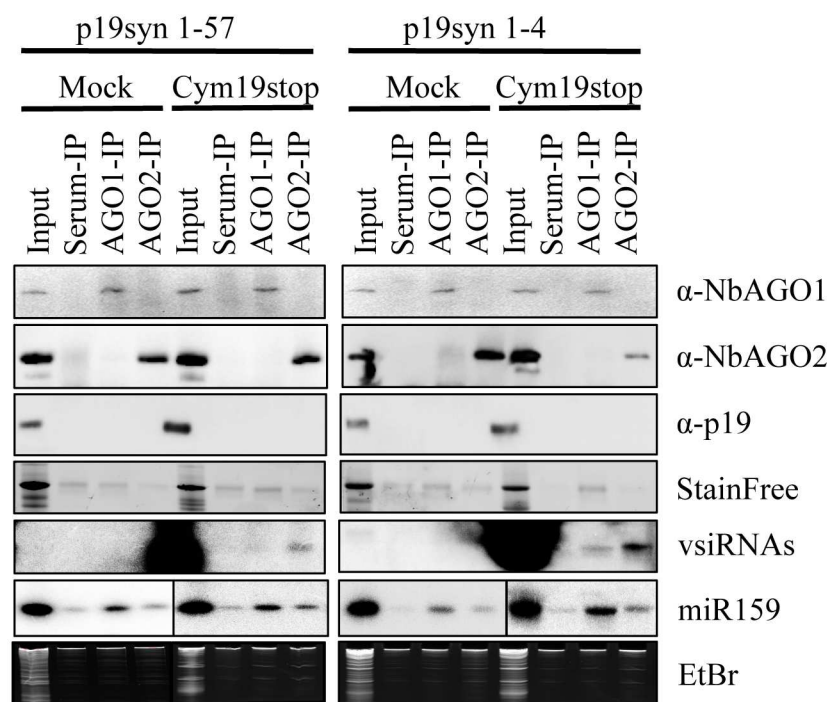 p19syn 1-57 p19syn 1-4
Mock Cym19stop Mock Cym19stop
Input Serum-IP AGO1-IP AGO2-IP Input Serum-IP AGO1-IP AGO2-IP Input Serum-IP AGO1-IP AGO2-IP Input Serum-IP AGO1-IP AGO2-IP
α-NbAGO1
α-NbAGO2
α-p19
StainFree
vsiRNAs
miR159
EtBr